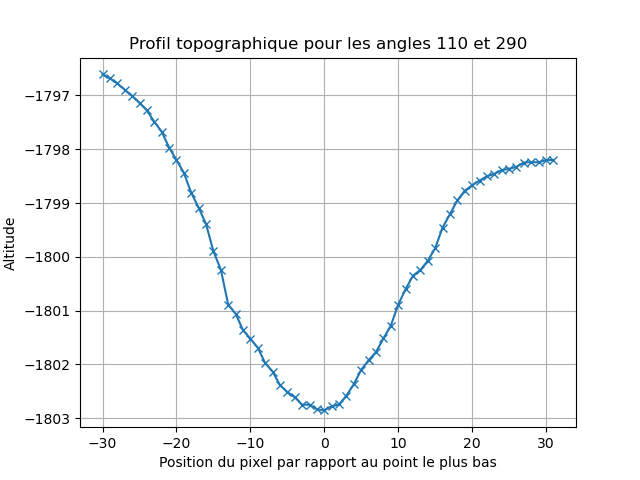 Profil topographique pour les angles 110 et 290
Altitude
−1797
−1798
−1799
−1800
−1801
−1802
−1803
−30 −20 −10 0 10 20 30
Position du pixel par rapport au point le plus bas